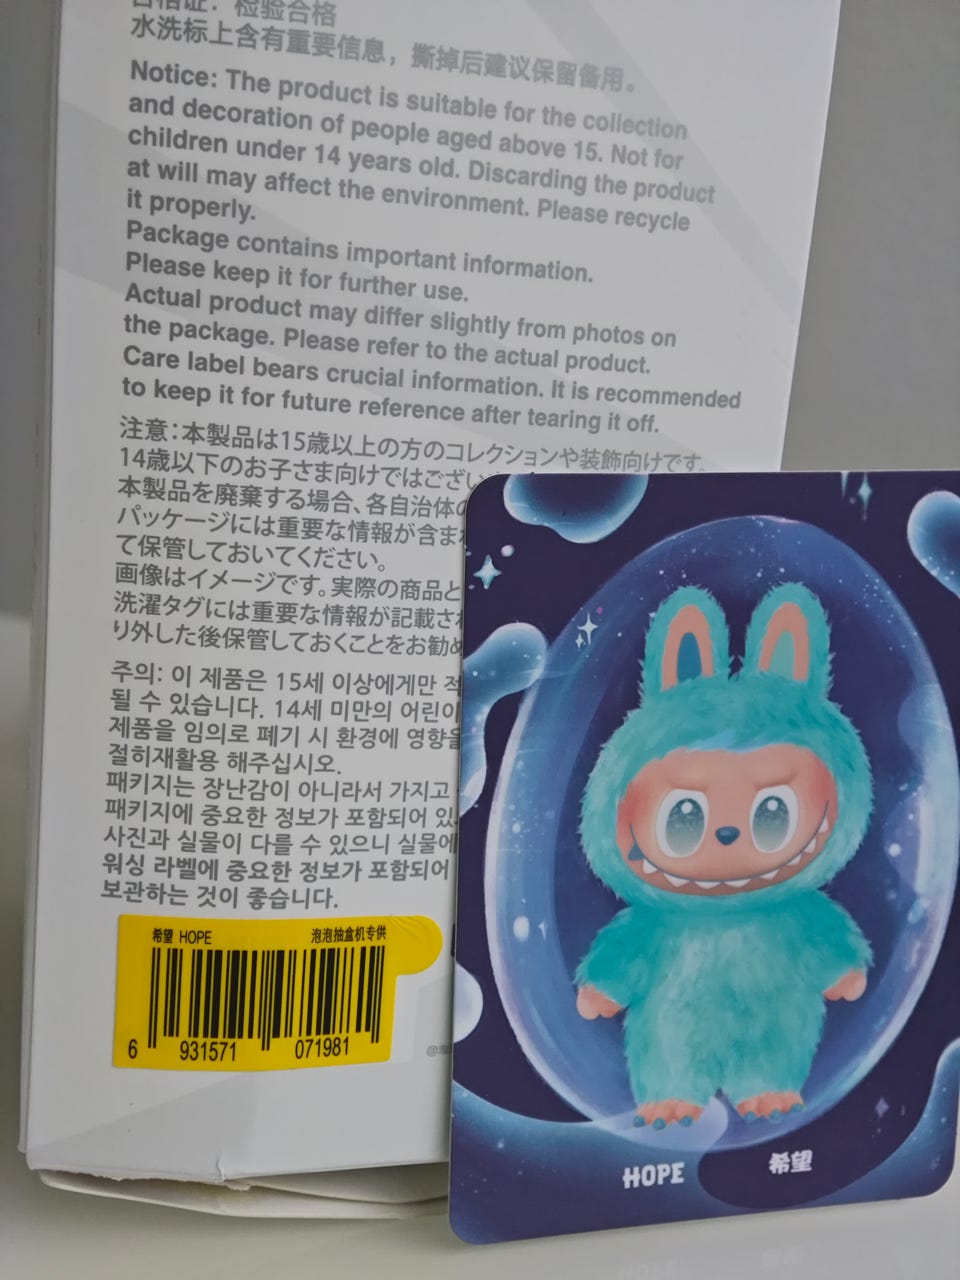 合格证：检验合格
水洗标上含有重要信息，撕掉后建议保留备用。
Notice: The product is suitable for the collection
and decoration of people aged above 15. Not for
children under 14 years old. Discarding the product
at will may affect the environment. Please recycle
it properly.
Package contains important information.
Please keep it for further use.
Actual product may differ slightly from photos on
the package. Please refer to the actual product.
Care label bears crucial information. It is recommended
to keep it for future reference after tearing it off.
注意：本製品は15歳以上の方のコレクションや装飾向けです。
14歳以下のお子さま向けではござい
本製品を廃棄する場合、各自治体の
パッケージには重要な情報が含ま
て保管しておいてください。
画像はイメージです。実際の商品と
洗濯タグには重要な情報が記載さ
り外した後保管しておくことをお勧め
주의: 이 제품은 15세 이상에게만 적
될 수 있습니다. 14세 미만의 어린이
제품을 임의로 폐기 시 환경에 영향을
절히재활용 해주십시오.
패키지는 장난감이 아니라서 가지고
패키지에 중요한 정보가 포함되어 있
사진과 실물이 다를 수 있으니 실물에
워싱 라벨에 중요한 정보가 포함되어
보관하는 것이 좋습니다.
希望 HOPE 泡泡抽盒机专供
6 931571 071981
HOPE 希望